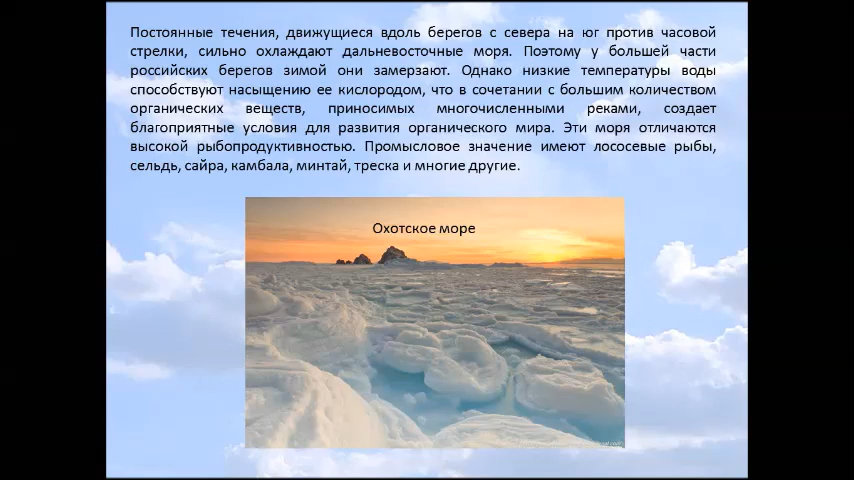 Постоянные течения, движущиеся вдоль берегов с севера на юг против часовой
стрелки, сильно охлаждают дальневосточные моря. Поэтому у большей части
российских берегов зимой они замерзают. Однако низкие температуры воды
способствуют насыщению ее кислородом, что в сочетании с большим количеством
органических веществ, приносимых многочисленными реками, создает
благоприятные условия для развития органического мира. Эти моря отличаются
высокой рыбопродуктивностью. Промысловое значение имеют лососевые рыбы,
сельдь, сайра, камбала, минтай, треска и многие другие.
Охотское море